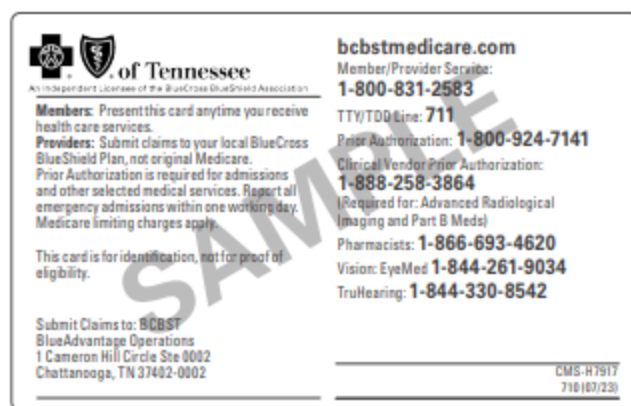 of Tennessee
An Independent Licensee of the BlueCross BlueShield Association
Members: Present this card anytime you receive
health care services.
Providers: Submit claims to your local BlueCross
BlueShield Plan, not original Medicare.
Prior Authorization is required for admissions
and other selected medical services. Report all
emergency admissions within one working day.
Medicare limiting charges apply.
This card is for identification, not for proof of
eligibility.
Submit Claims to: BCBST
BlueAdvantage Operations
1 Cameron Hill Circle Ste 0002
Chattanooga, TN 37402-0002
bcbstmedicare.com
Member/Provider Service:
1-800-831-2583
TTY/TDD Line: 711
Prior Authorization: 1-800-924-7141
Clinical Vendor Prior Authorization:
1-888-258-3864
(Required for: Advanced Radiological
Imaging and Part B Meds)
Pharmacists: 1-866-693-4620
Vision: EyeMed 1-844-261-9034
TruHearing: 1-844-330-8542
CMS-H7917
710 (07/23)
SAMPLE